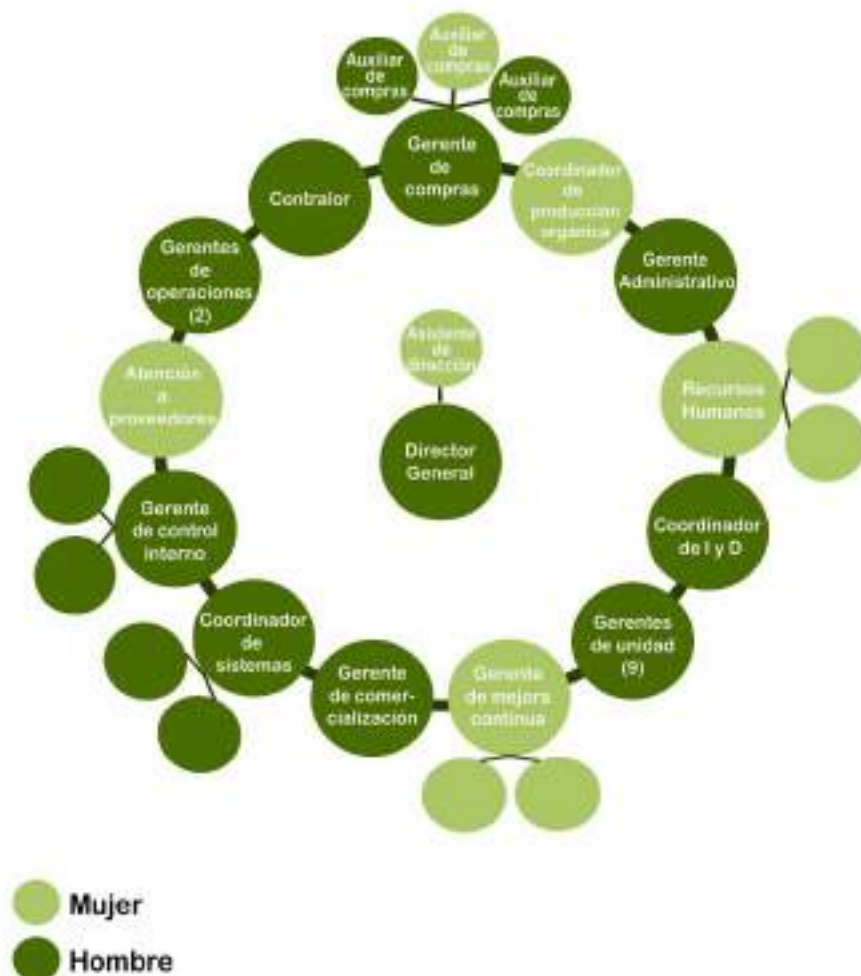 Auxiliar
de
compras
Auxiliar
de
compras
Auxiliar
de
compras
Gerente
de
compras
Contralor
Coordinador
de
producción
orgánica
Gerentes
de
operaciones
(2)
Gerente
Administrativo
Asistente
de
dirección
Atención
a
proveedores
Recursos
Humanos
Director
General
Gerente
de control
interno
Coordinador
de I y D
Coordinador
de
sistemas
Gerentes
de unidad
(9)
Gerente
de comer-
cialización
Gerente
de mejora
continua
Mujer
Hombre